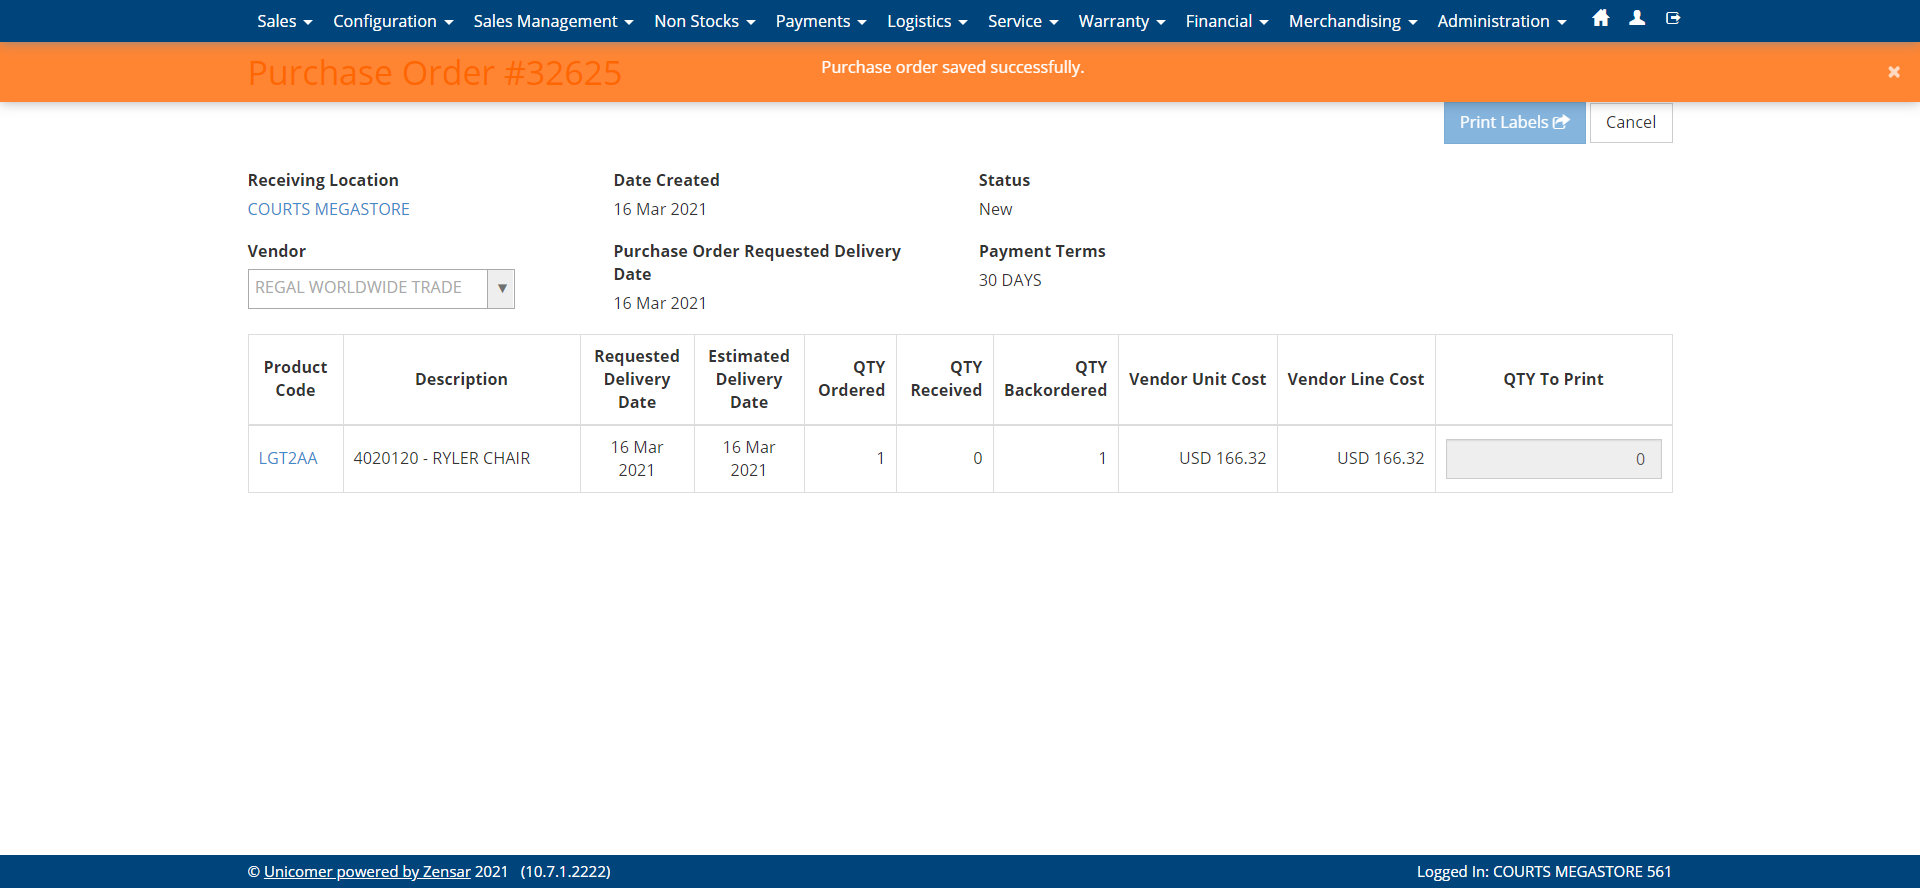 Sales Configuration Sales Management Non Stocks Payments Logistics Service Warranty Financial Merchandising Administration
Purchase Order #32625
Purchase order saved successfully.
Print Labels Cancel
Receiving Location
COURTS MEGASTORE
Date Created
16 Mar 2021
Status
New
Vendor
REGAL WORLDWIDE TRADE
Purchase Order Requested Delivery
Date
16 Mar 2021
Payment Terms
30 DAYS
Product
Code
Description
Requested
Delivery
Date
Estimated
Delivery
Date
QTY
Ordered
QTY
Received
QTY
Backordered
Vendor Unit Cost
Vendor Line Cost
QTY To Print
LGT2AA
4020120 - RYLER CHAIR
16 Mar
2021
16 Mar
2021
1
0
1
USD 166.32
USD 166.32
0
© Unicomer powered by Zensar 2021 (10.7.1.2222)
Logged In: COURTS MEGASTORE 561